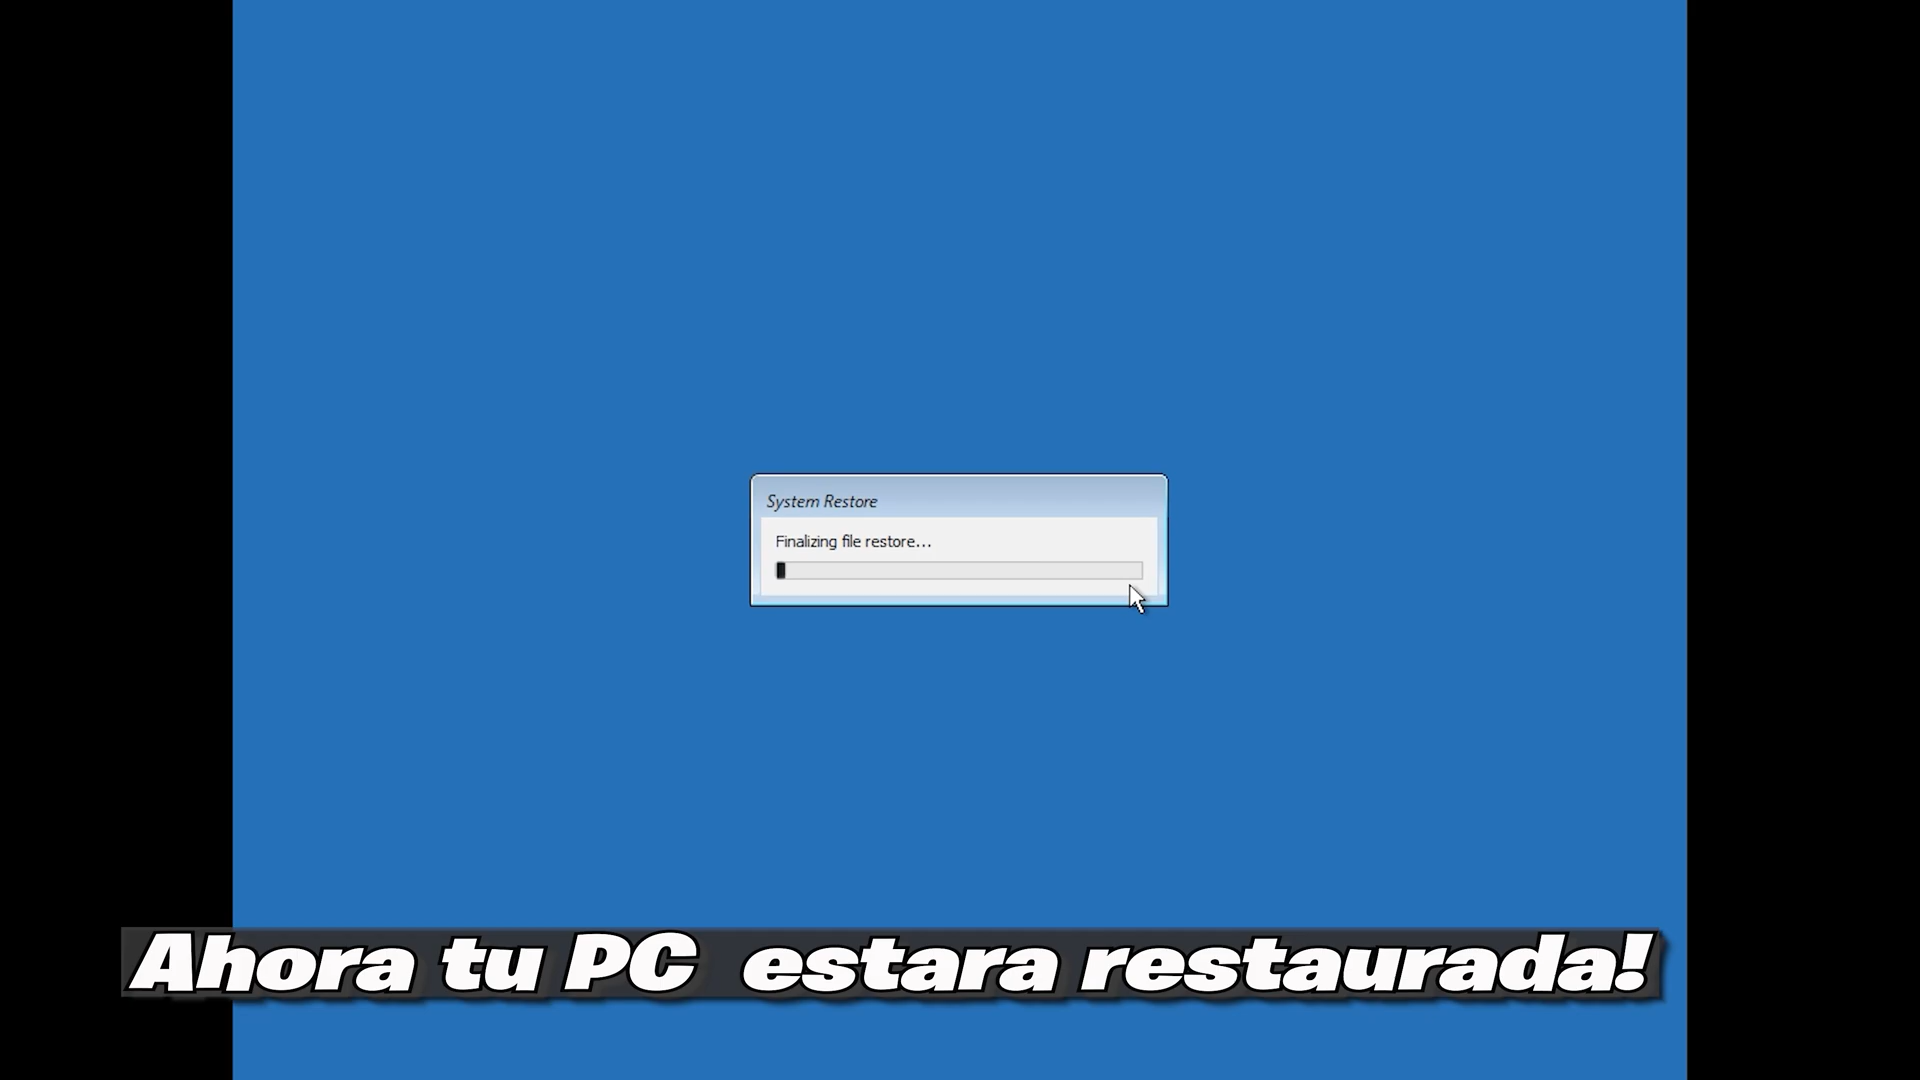 System Restore
Finalizing file restore...
Ahora tu PC estara restaurada!